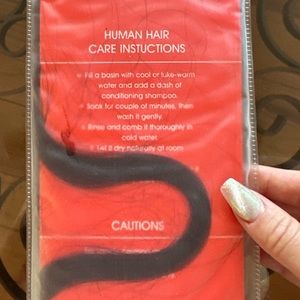 HUMAN HAIR
CARE INSTUCTIONS
Fill a basin with cool or luke-warm
water and add a dash of
conditioning shampoo.
Soak for couple of minutes, then
wash it gently.
Rinse and comb it thoroughly in
cold water.
Let it dry naturally at room
CAUTIONS